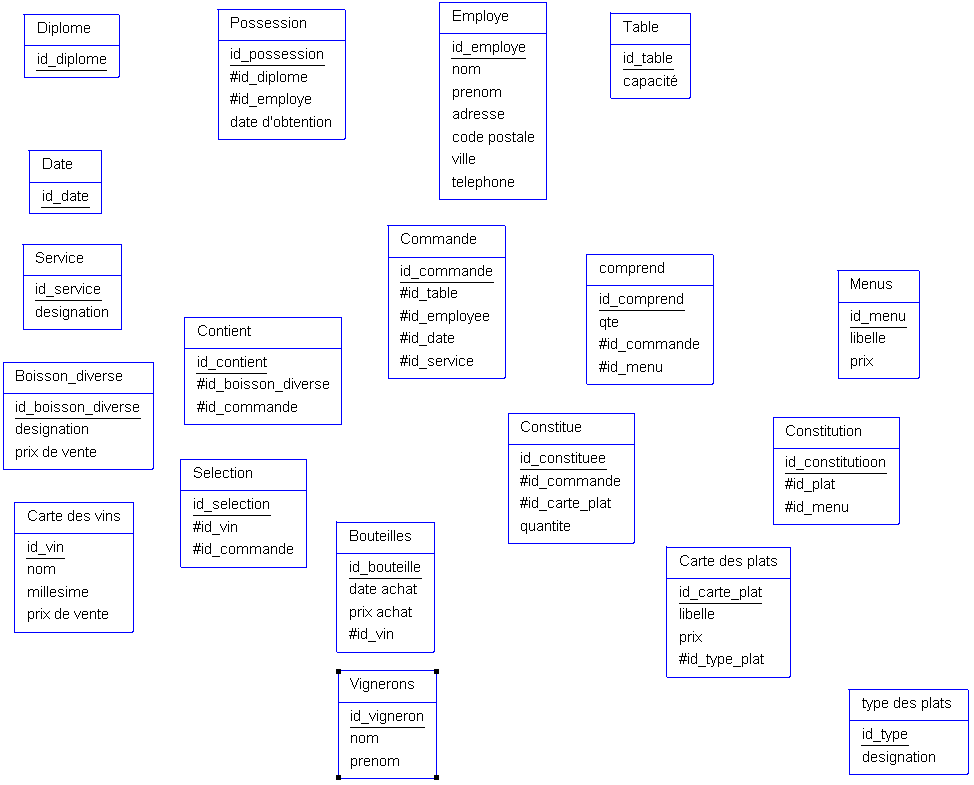 Diplome
id_diplome
Possession
id_possession
#id_diplome
#id_employe
date d'obtention
Employe
id_employe
nom
prenom
adresse
code postale
ville
telephone
Table
id_table
capacité
Date
id_date
Service
id_service
designation
Commande
id_commande
#id_table
#id_employee
#id_date
#id_service
comprend
id_comprend
qte
#id_commande
#id_menu
Menus
id_menu
libelle
prix
Contient
id_contient
#id_boisson_diverse
#id_commande
Boisson_diverse
id_boisson_diverse
designation
prix de vente
Constitue
id_constituee
#id_commande
#id_carte_plat
quantite
Constitution
id_constitutioon
#id_plat
#id_menu
Selection
id_selection
#id_vin
#id_commande
Carte des vins
id_vin
nom
millesime
prix de vente
Bouteilles
id_bouteille
date achat
prix achat
#id_vin
Carte des plats
id_carte_plat
libelle
prix
#id_type_plat
Vignerons
id_vigneron
nom
prenom
type des plats
id_type
designation